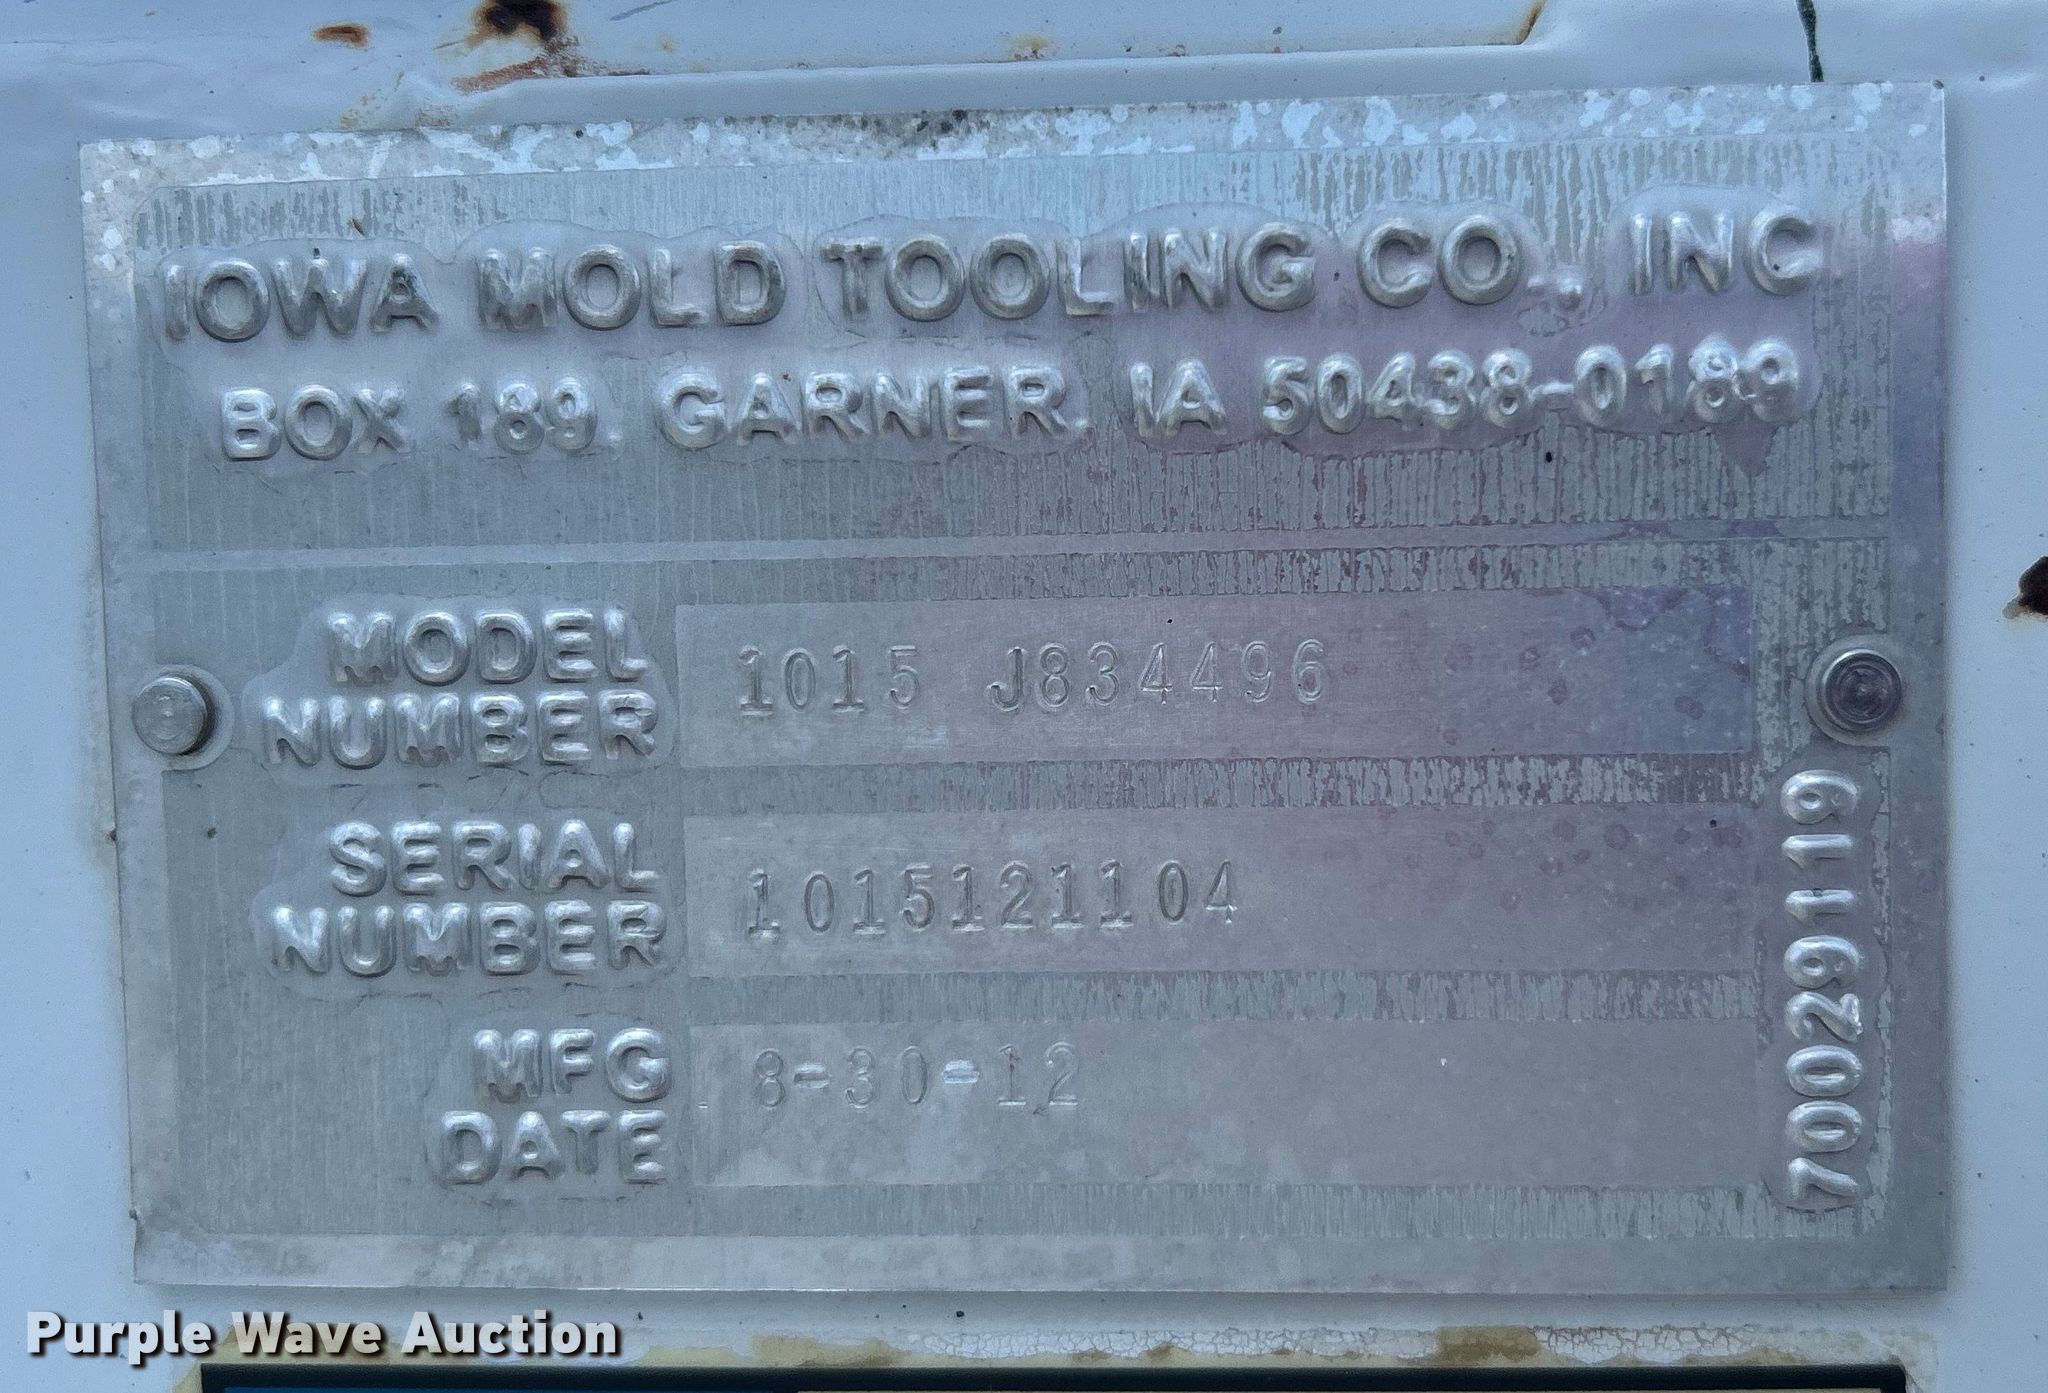 IOWA MOLD TOOLING CO., INC
BOX 189, GARNER, IA 50438-0189
MODEL NUMBER 1015 J834496
SERIAL NUMBER 1015121104
MFG DATE 8-30-12
70029119
Purple Wave Auction